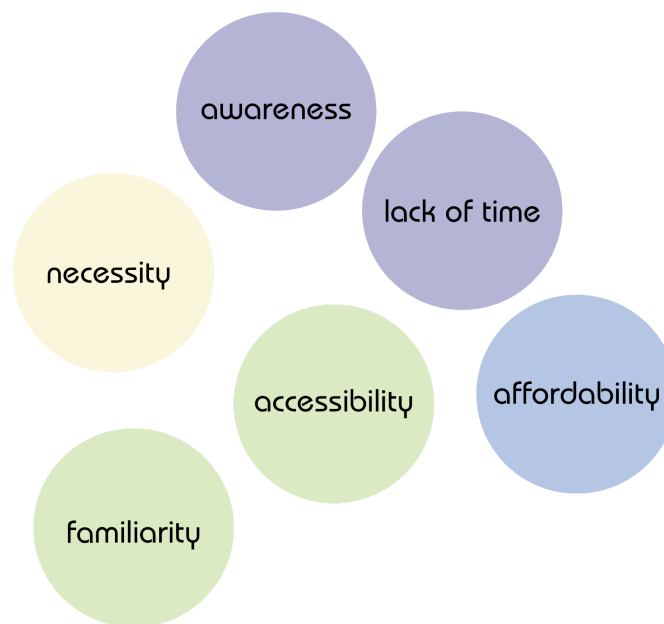 awareness
lack of time
necessity
accessibility
affordability
familiarity